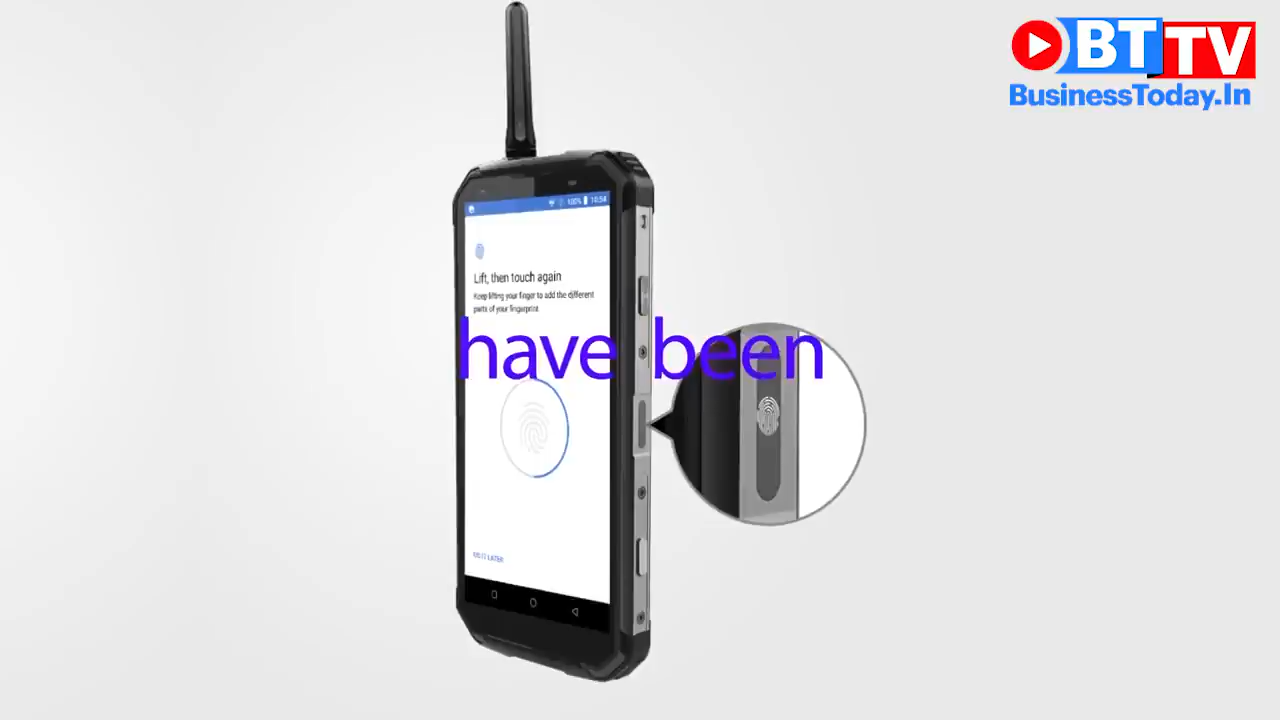 BT TV
BusinessToday.In
100% 10:54
Lift, then touch again
Keep lifting your finger to add the different
parts of your fingerprint
have been